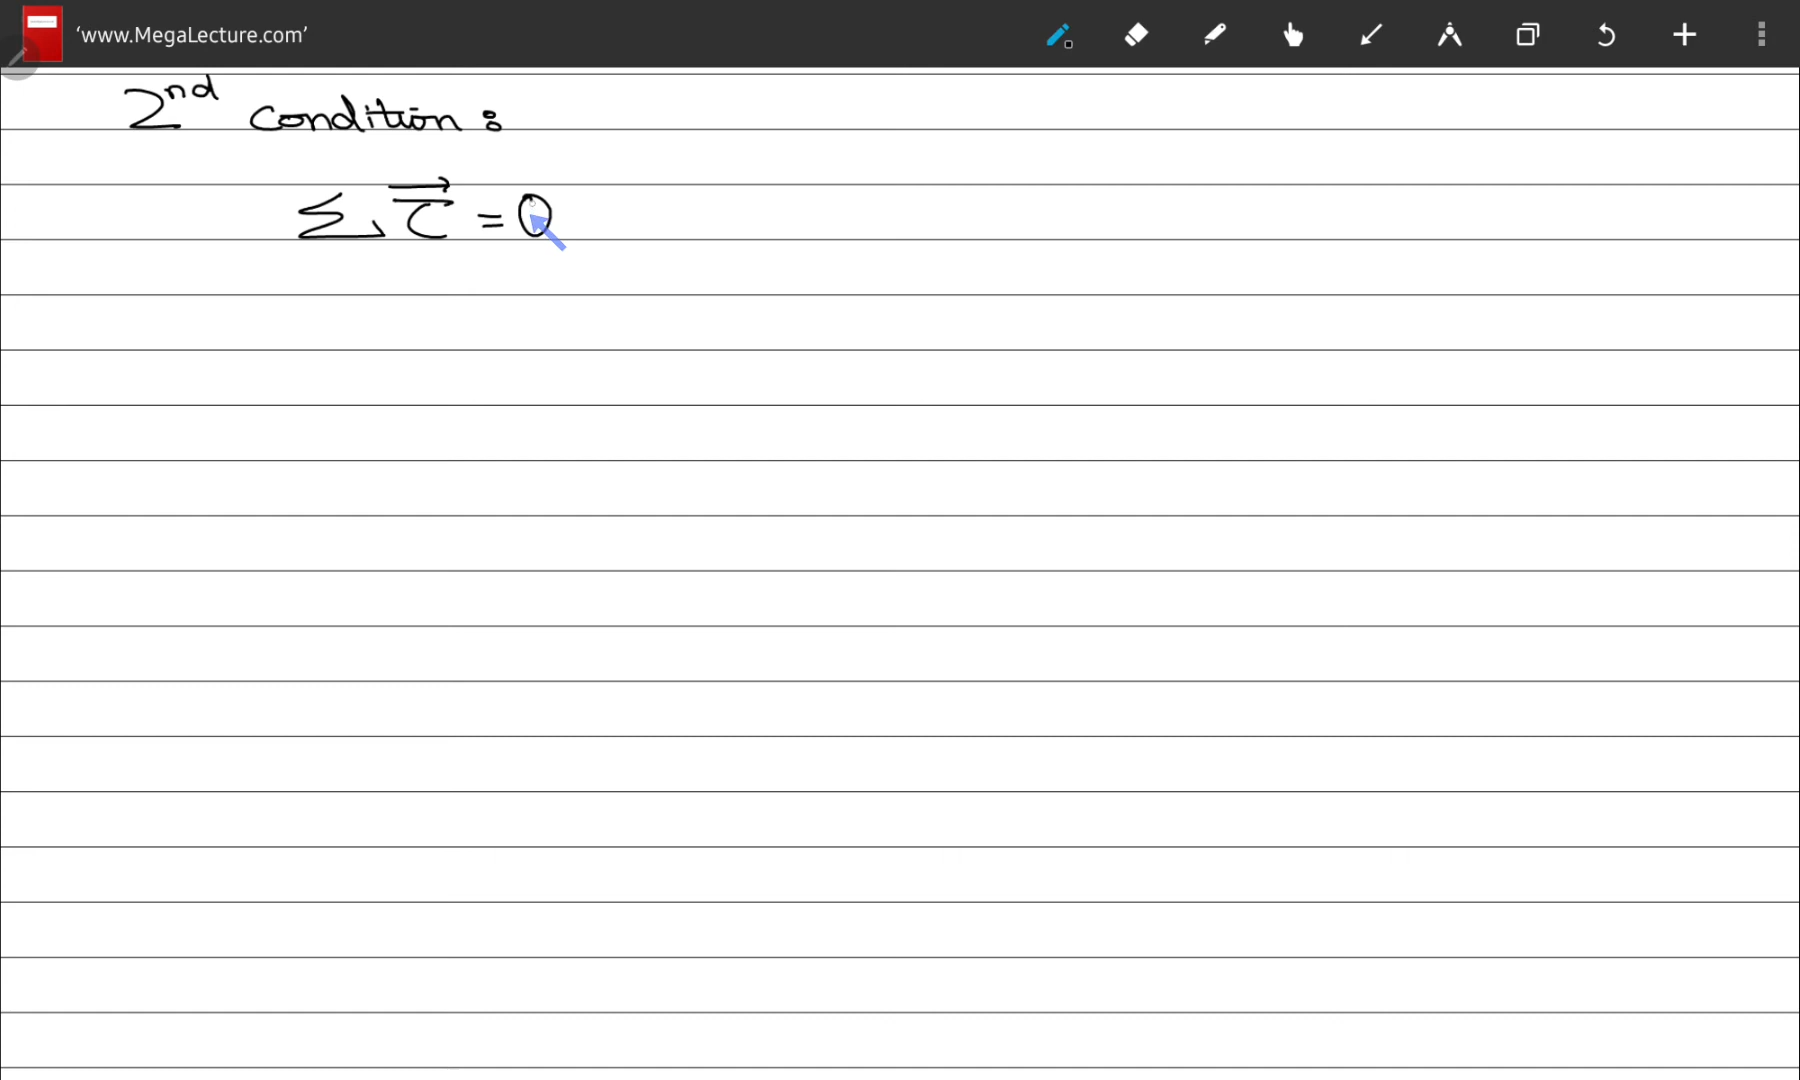 ‘www.MegaLecture.com’
2nd Condition :
Σ τ⃗ = 0